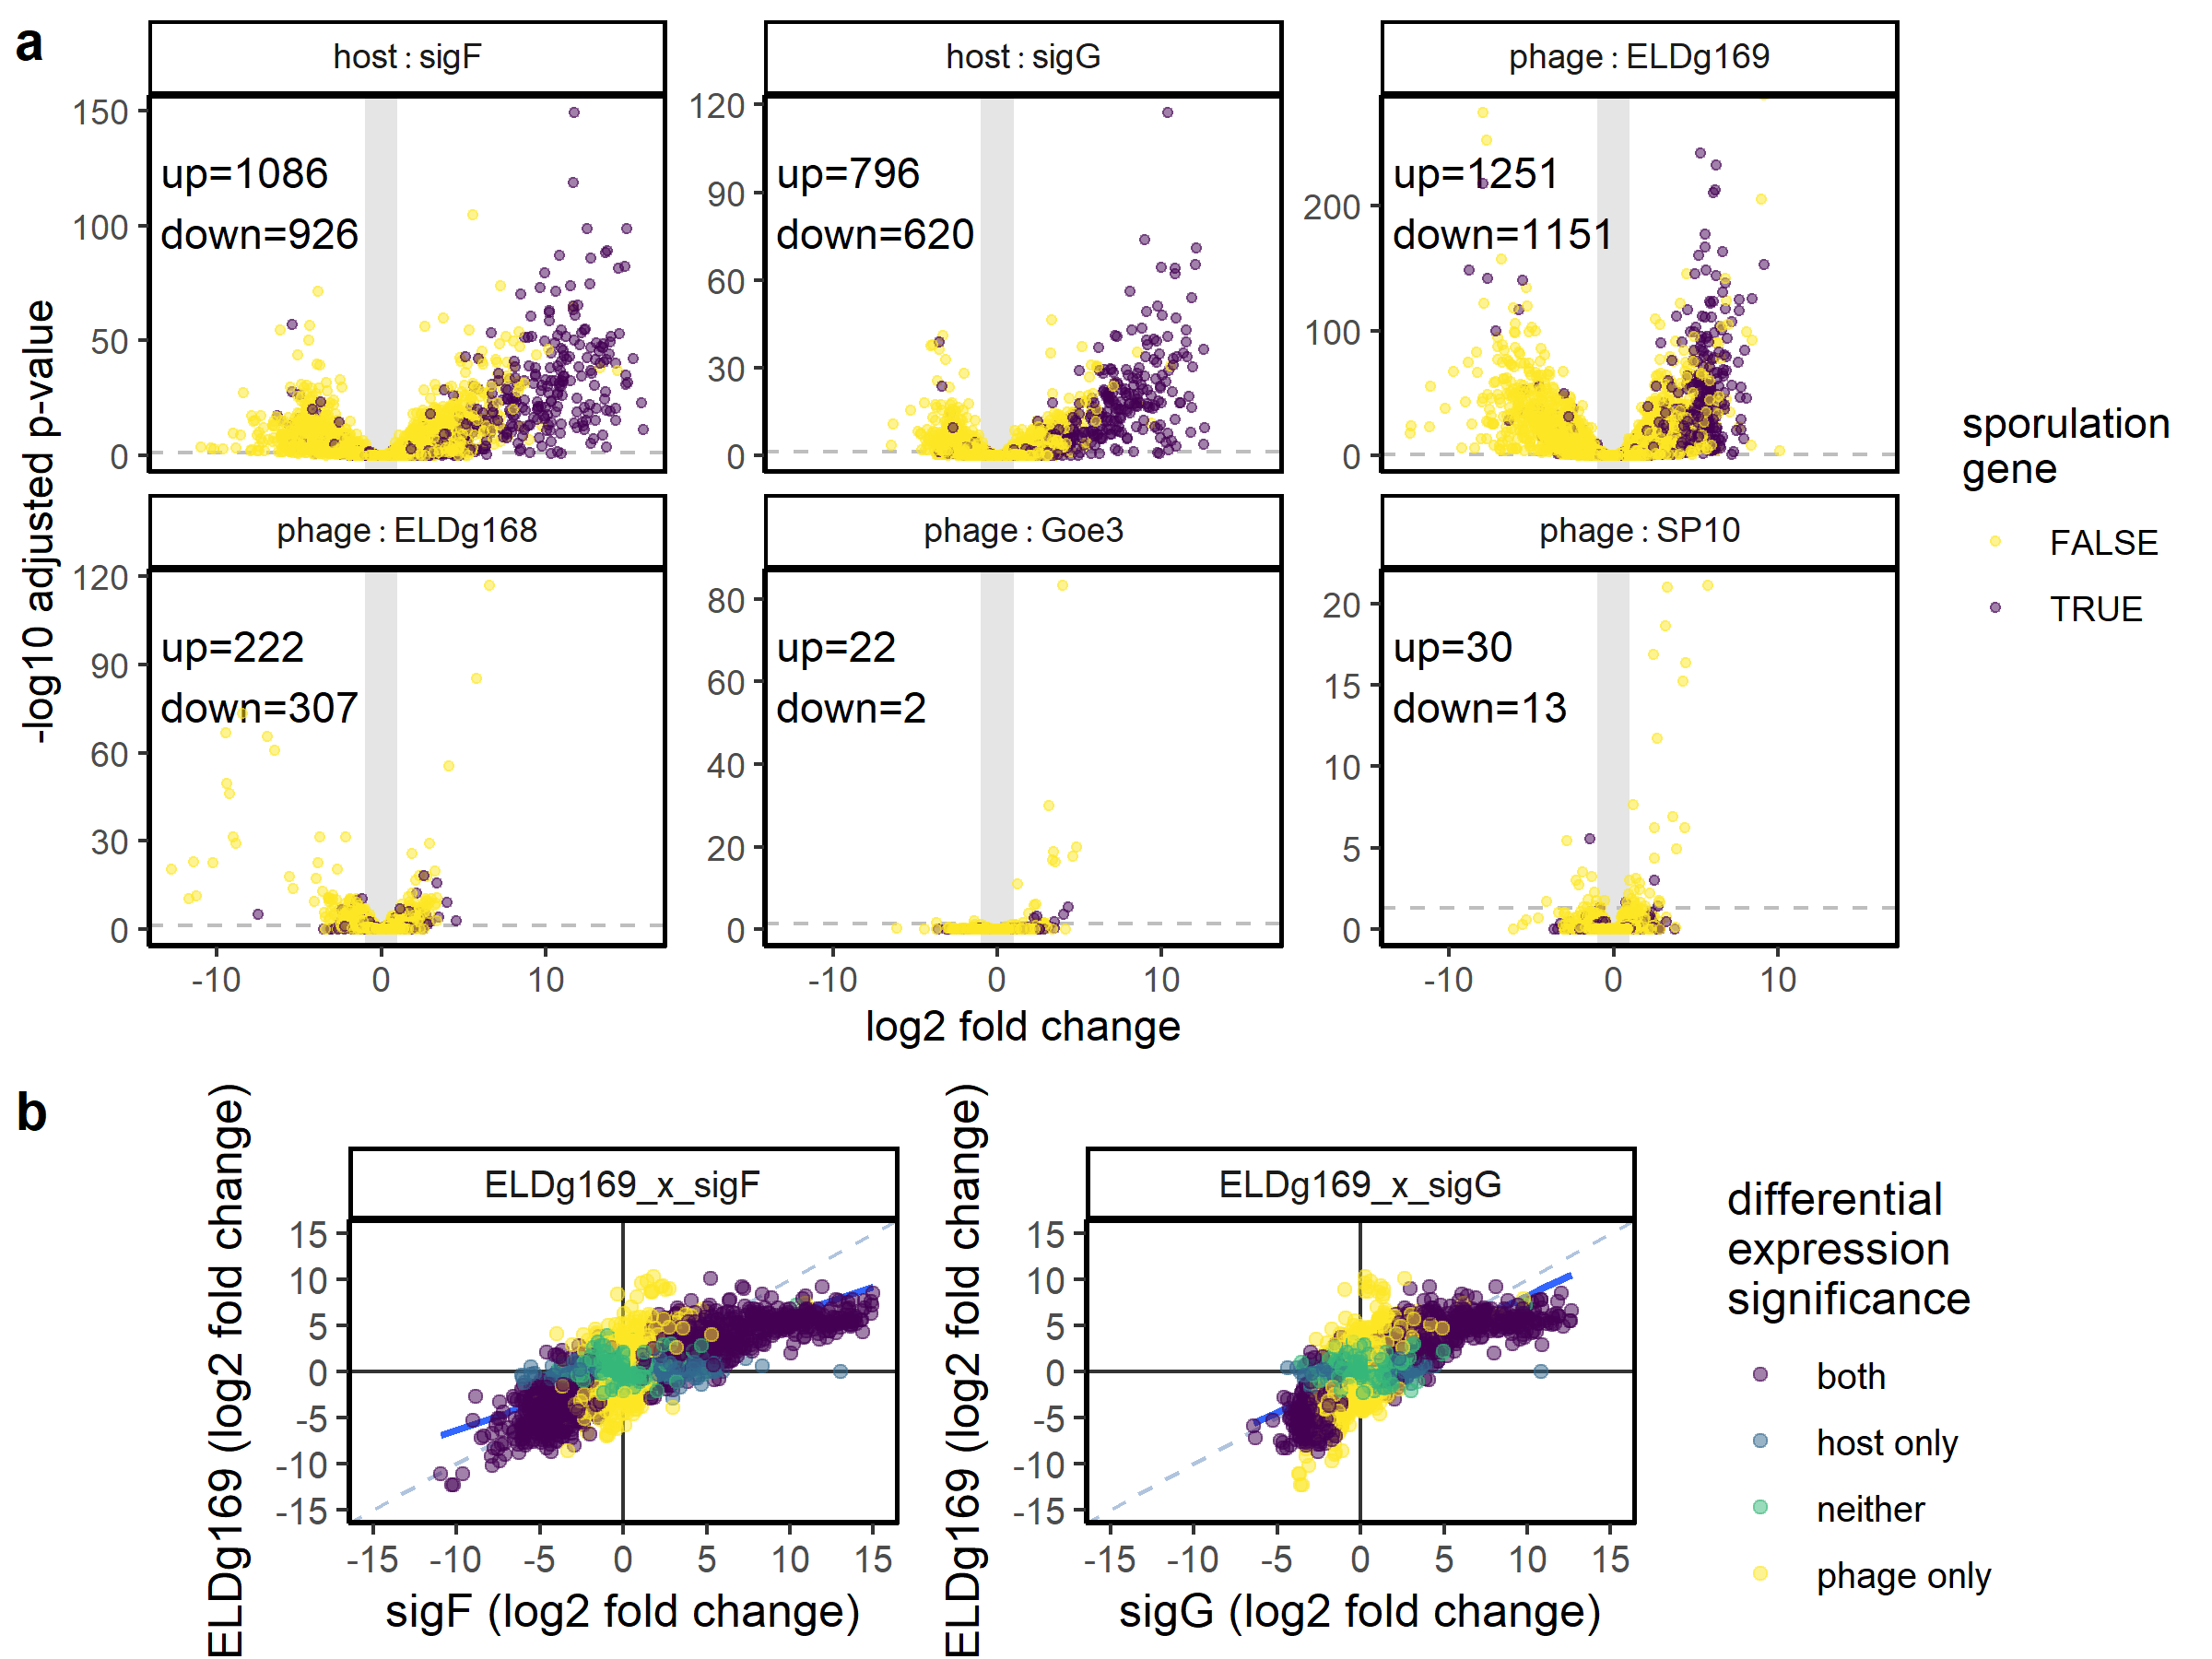 a
host : sigF
host : sigG
phage : ELDg169
150
100
50
0
up=1086
down=926
120
90
60
30
0
up=796
down=620
200
100
0
up=1251
down=1151
-log10 adjusted p-value
phage : ELDg168
phage : Goe3
phage : SP10
120
90
60
30
0
up=222
down=307
80
60
40
20
0
up=22
down=2
20
15
10
5
0
up=30
down=13
-10 0 10
-10 0 10
-10 0 10
log2 fold change
sporulation
gene
FALSE
TRUE
b
ELDg169_x_sigF
ELDg169 (log2 fold change)
15
10
5
0
-5
-10
-15
-15 -10 -5 0 5 10 15
sigF (log2 fold change)
ELDg169_x_sigG
ELDg169 (log2 fold change)
15
10
5
0
-5
-10
-15
-15 -10 -5 0 5 10 15
sigG (log2 fold change)
differential
expression
significance
both
host only
neither
phage only